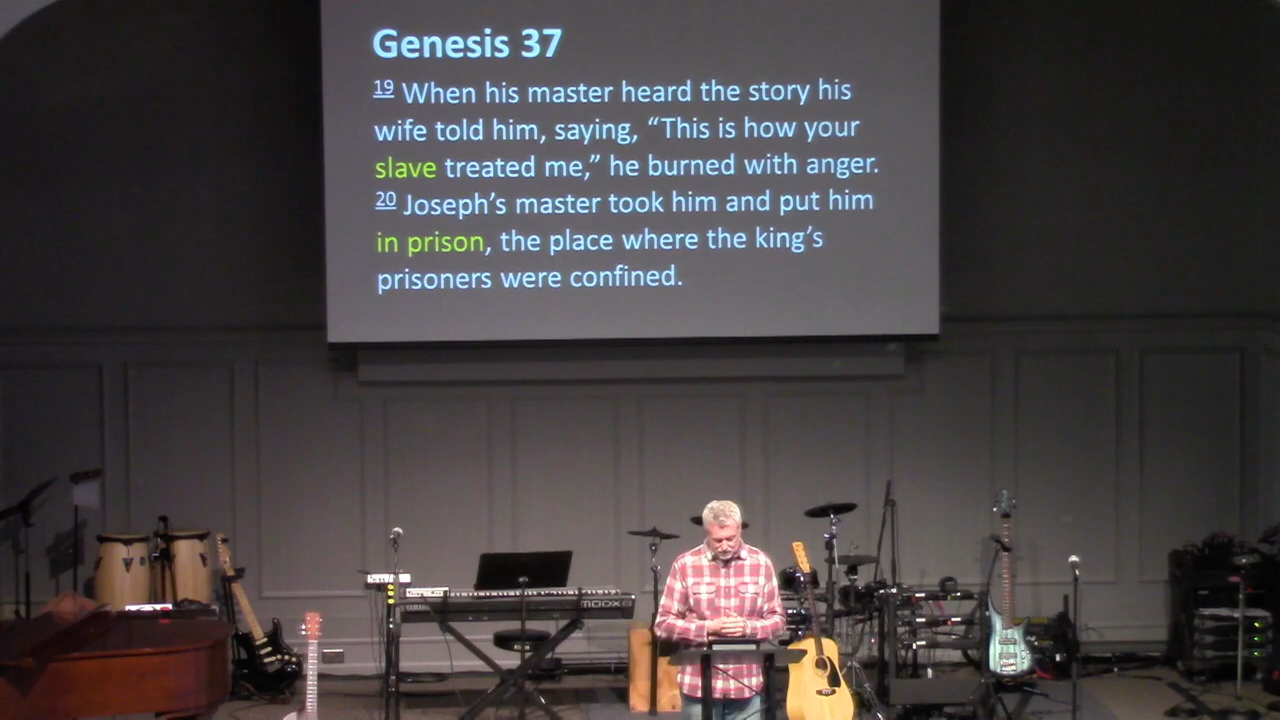 Genesis 37
19 When his master heard the story his
wife told him, saying, “This is how your
slave treated me,” he burned with anger.
20 Joseph’s master took him and put him
in prison, the place where the king’s
prisoners were confined.
MODX8